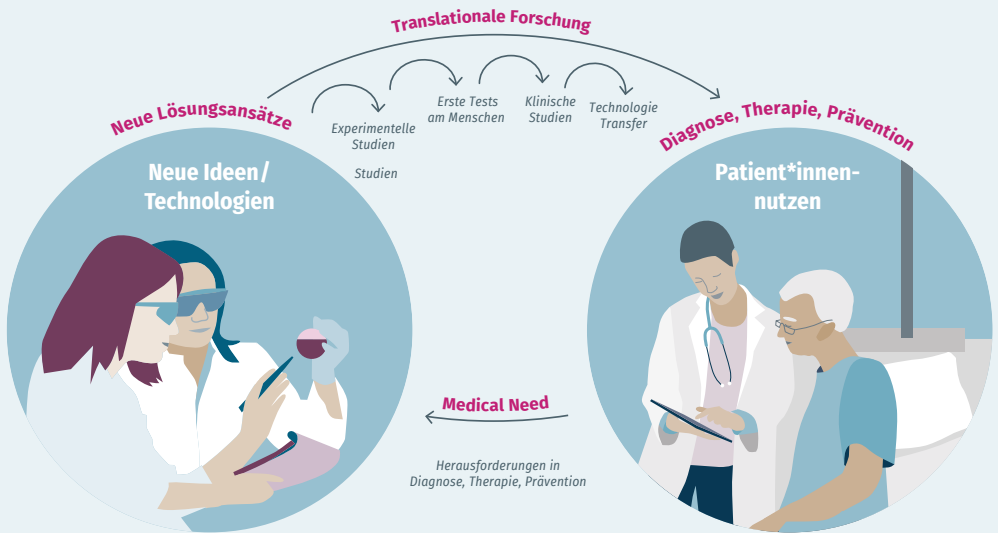 Translationale Forschung
Neue Lösungsansätze
Experimentelle
Studien
Studien
Erste Tests
am Menschen
Klinische
Studien
Technologie
Transfer
Diagnose, Therapie, Prävention
Neue Ideen/
Technologien
Patient*innen-
nutzen
Medical Need
Herausforderungen in
Diagnose, Therapie, Prävention